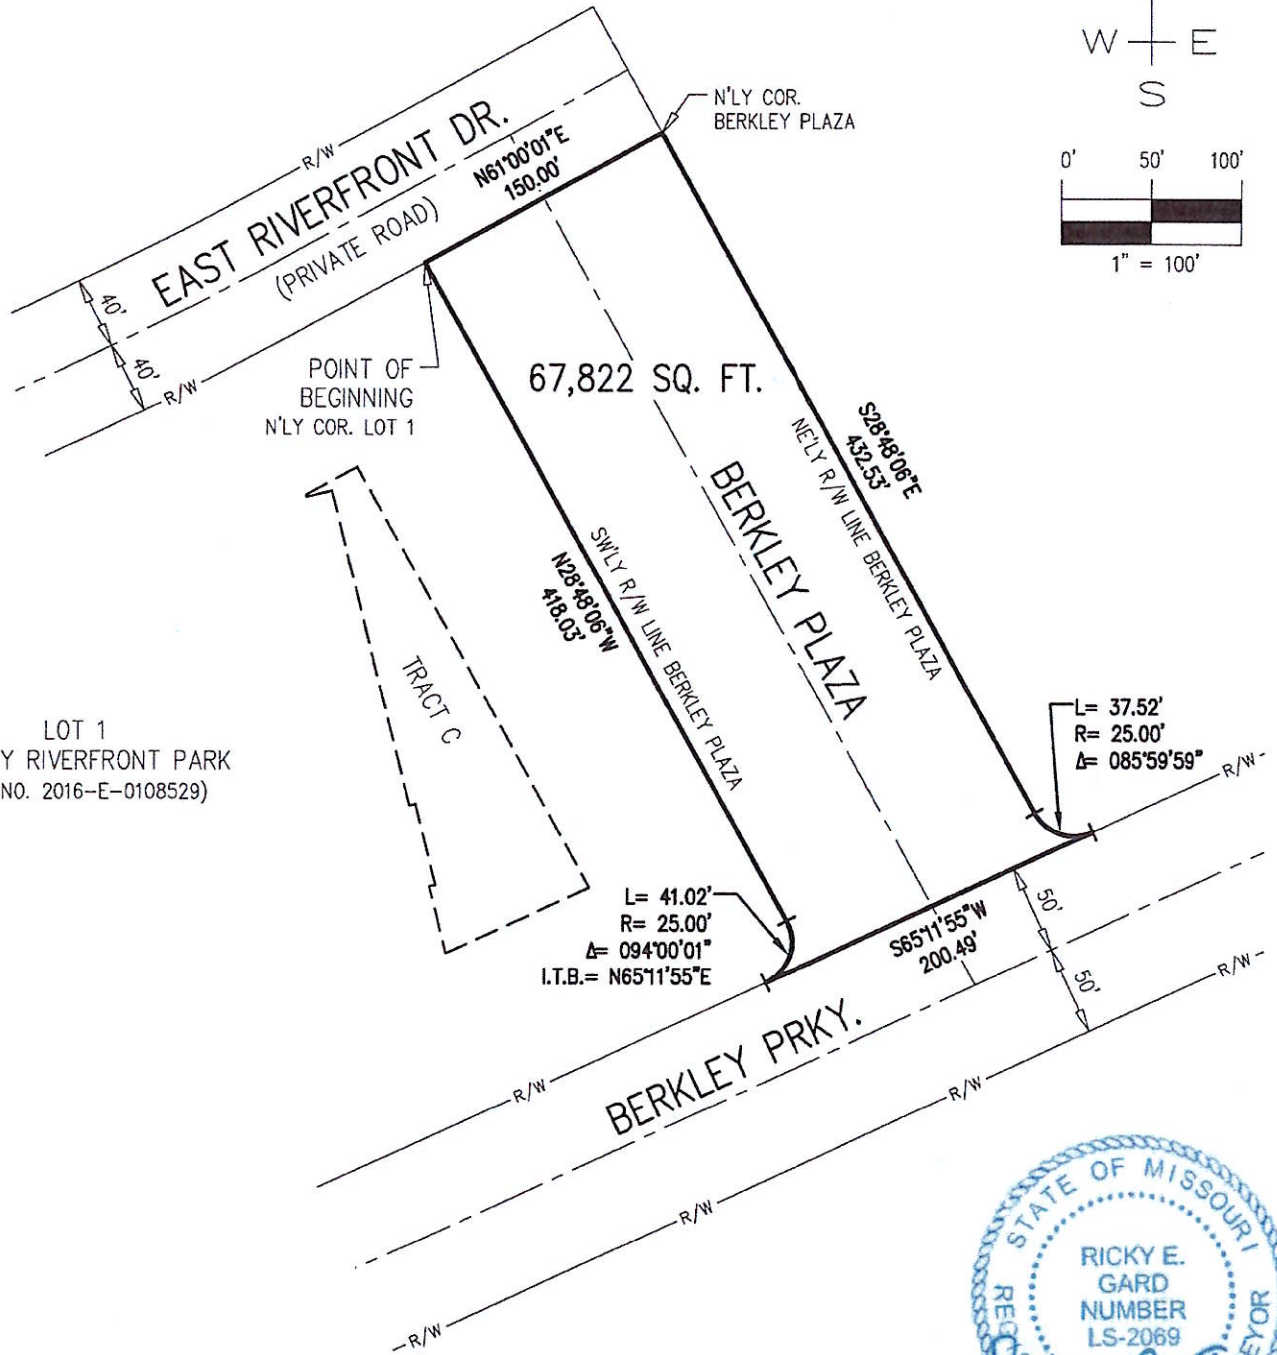 W E
S
0' 50' 100'
1" = 100'
N'LY COR.
BERKLEY PLAZA
R/W
EAST RIVERFRONT DR.
(PRIVATE ROAD)
N61°00'01"E
150.00'
40'
40'
R/W
POINT OF
BEGINNING
N'LY COR. LOT 1
67,822 SQ. FT.
S28°48'06"E
432.53'
NE'LY R/W LINE BERKLEY PLAZA
BERKLEY PLAZA
SW'LY R/W LINE BERKLEY PLAZA
N28°48'06"W
418.03'
TRACT C
LOT 1
Y RIVERFRONT PARK
NO. 2016-E-0108529)
L= 37.52'
R= 25.00'
Δ= 085°59'59"
R/W
L= 41.02'
R= 25.00'
Δ= 094°00'01"
I.T.B.= N65°11'55"E
S65°11'55"W
200.49'
50'
50'
R/W
BERKLEY PRKY.
R/W
R/W
R/W
R/W
STATE OF MISSOURI
RICKY E.
GARD
NUMBER
LS-2069